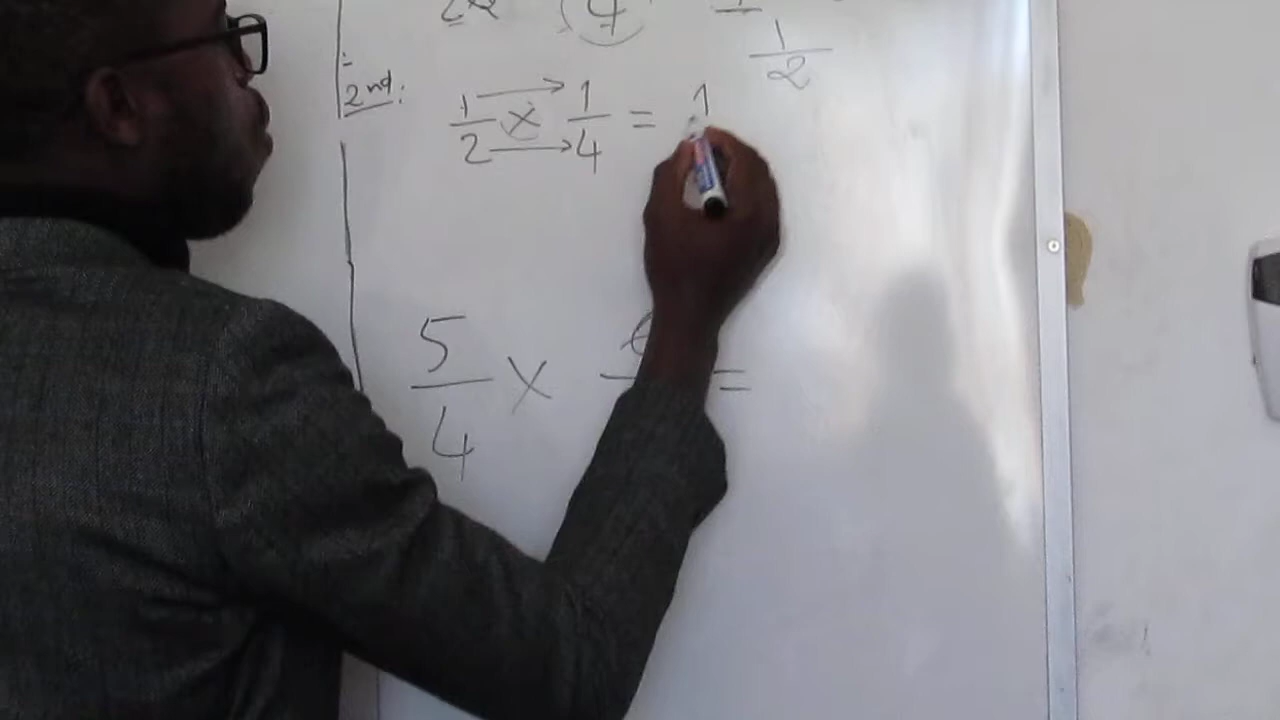 4
1/2
2nd:
1/2 × 1/4 = 1
5/4 × =